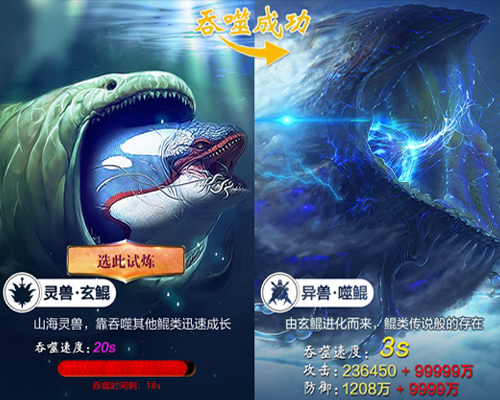 吞噬成功
选此试炼
灵兽·玄鲲
山海灵兽，靠吞噬其他鲲类迅速成长
吞噬速度：20s
吞噬时间剩：18s
异兽·噬鲲
由玄鲲进化而来，鲲类传说般的存在
吞噬速度：3s
攻击：236450 + 99999万
防御：1208万 + 9999万